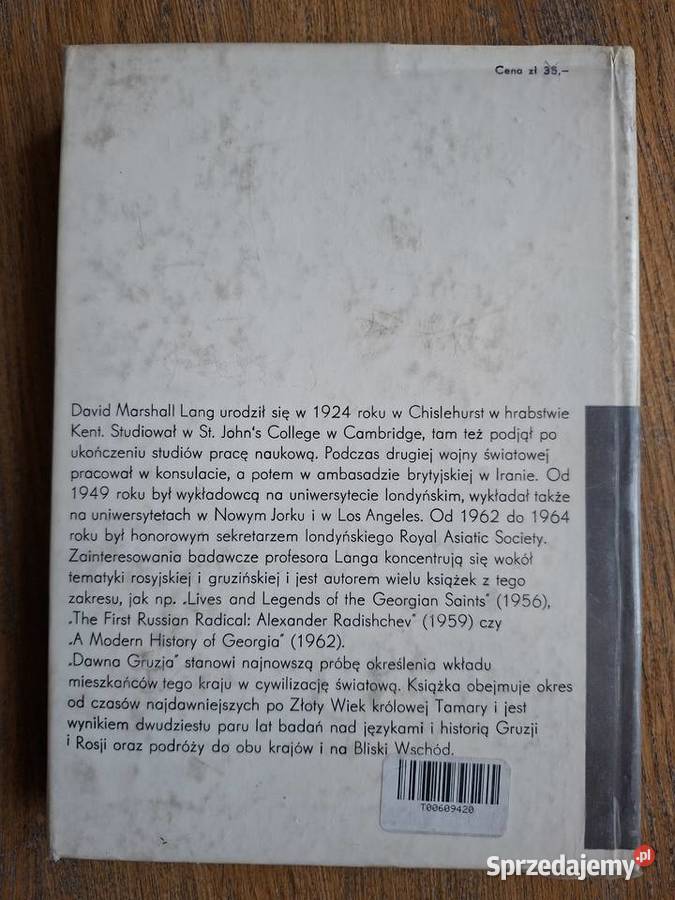 Cena zł 35,–
David Marshall Lang urodził się w 1924 roku w Chislehurst w hrabstwie
Kent. Studiował w St. John's College w Cambridge, tam też podjął po
ukończeniu studiów pracę naukową. Podczas drugiej wojny światowej
pracował w konsulacie, a potem w ambasadzie brytyjskiej w Iranie. Od
1949 roku był wykładowcą na uniwersytecie londyńskim, wykładał także
na uniwersytetach w Nowym Jorku i w Los Angeles. Od 1962 do 1964
roku był honorowym sekretarzem londyńskiego Royal Asiatic Society.
Zainteresowania badawcze profesora Langa koncentrują się wokół
tematyki rosyjskiej i gruzińskiej i jest autorem wielu książek z tego
zakresu, jak np. „Lives and Legends of the Georgian Saints" (1956),
„The First Russian Radical: Alexander Radishchev" (1959) czy
„A Modern History of Georgia" (1962).
„Dawna Gruzja" stanowi najnowszą próbę określenia wkładu
mieszkańców tego kraju w cywilizację światową. Książka obejmuje okres
od czasów najdawniejszych po Złoty Wiek królowej Tamary i jest
wynikiem dwudziestu paru lat badań nad językami i historią Gruzji
i Rosji oraz podróży do obu krajów i na Bliski Wschód.
T00609420
Sprzedajemy.pl